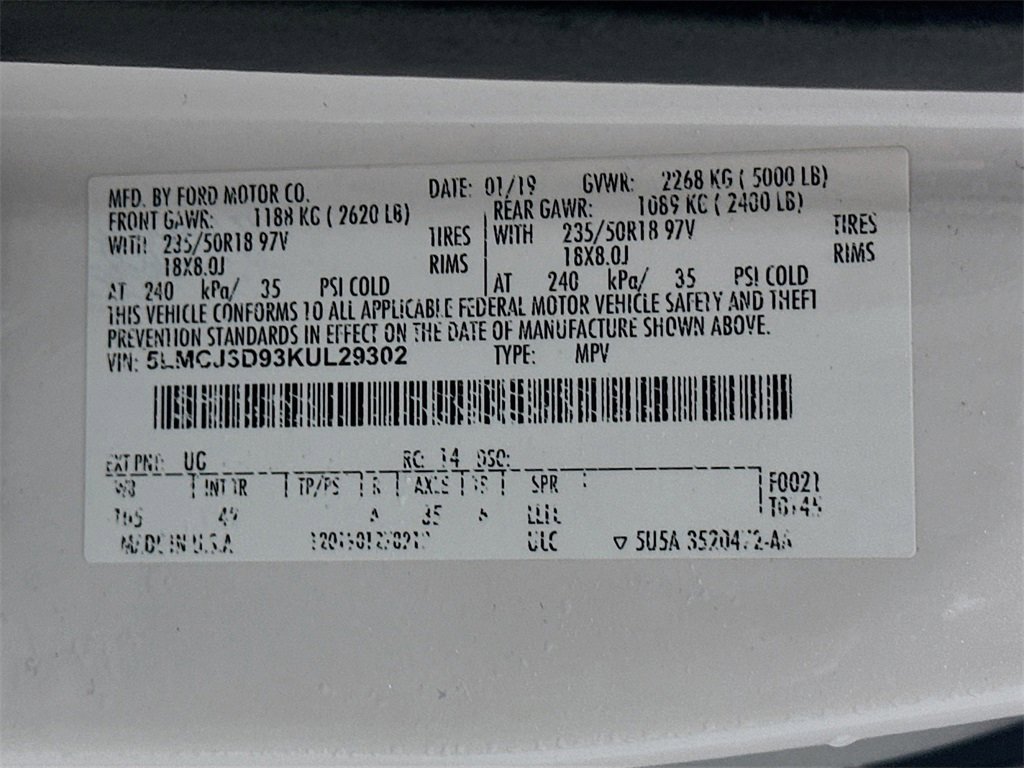 MFD. BY FORD MOTOR CO. DATE: 01/19 GVWR: 2268 KG ( 5000 LB)
FRONT GAWR: 1188 KG ( 2620 LB) REAR GAWR: 1089 KG ( 2400 LB)
WITH 235/50R18 97V TIRES WITH 235/50R18 97V TIRES
18X8.0J RIMS 18X8.0J RIMS
AT 240 kPa/ 35 PSI COLD AT 240 kPa/ 35 PSI COLD
THIS VEHICLE CONFORMS TO ALL APPLICABLE FEDERAL MOTOR VEHICLE SAFETY AND THEFT
PREVENTION STANDARDS IN EFFECT ON THE DATE OF MANUFACTURE SHOWN ABOVE.
VIN: 5LMCJ3D93KUL29302 TYPE: MPV
EXT PNT: UG RC: 14 DSO:
WB INT TR TP/PS R AXLE TR SPR F0021
49 35
MADE IN U.S.A. ULC ▽ 5U5A